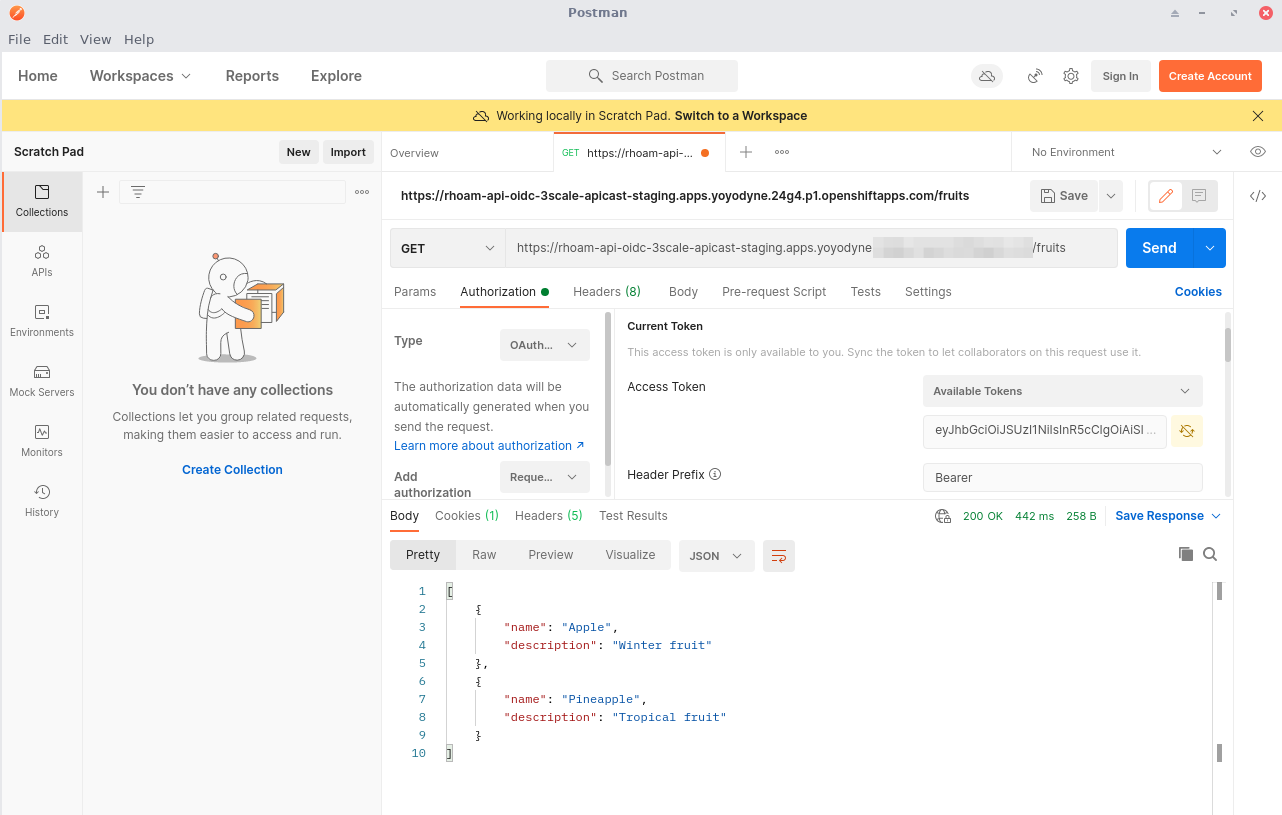 Postman
File Edit View Help
Home Workspaces Reports Explore Search Postman Sign In Create Account
Working locally in Scratch Pad. Switch to a Workspace
Scratch Pad New Import Overview GET https://rhoam-api-... No Environment
Collections
APIs
Environments
Mock Servers
Monitors
History
You don't have any collections
Collections let you group related requests,
making them easier to access and run.
Create Collection
https://rhoam-api-oidc-3scale-apicast-staging.apps.yoyodyne.24g4.p1.openshiftapps.com/fruits Save
GET https://rhoam-api-oidc-3scale-apicast-staging.apps.yoyodyne /fruits Send
Params Authorization Headers (8) Body Pre-request Script Tests Settings Cookies
Type OAuth...
The authorization data will be
automatically generated when you
send the request.
Learn more about authorization ↗
Add
authorization Reque...
Current Token
This access token is only available to you. Sync the token to let collaborators on this request use it.
Access Token Available Tokens
eyJhbGciOiJSUzI1NiIsInR5cCIgOiAiSl ...
Header Prefix Bearer
Body Cookies (1) Headers (5) Test Results 200 OK 442 ms 258 B Save Response
Pretty Raw Preview Visualize JSON
1 [
2 {
3 "name": "Apple",
4 "description": "Winter fruit"
5 },
6 {
7 "name": "Pineapple",
8 "description": "Tropical fruit"
9 }
10 ]